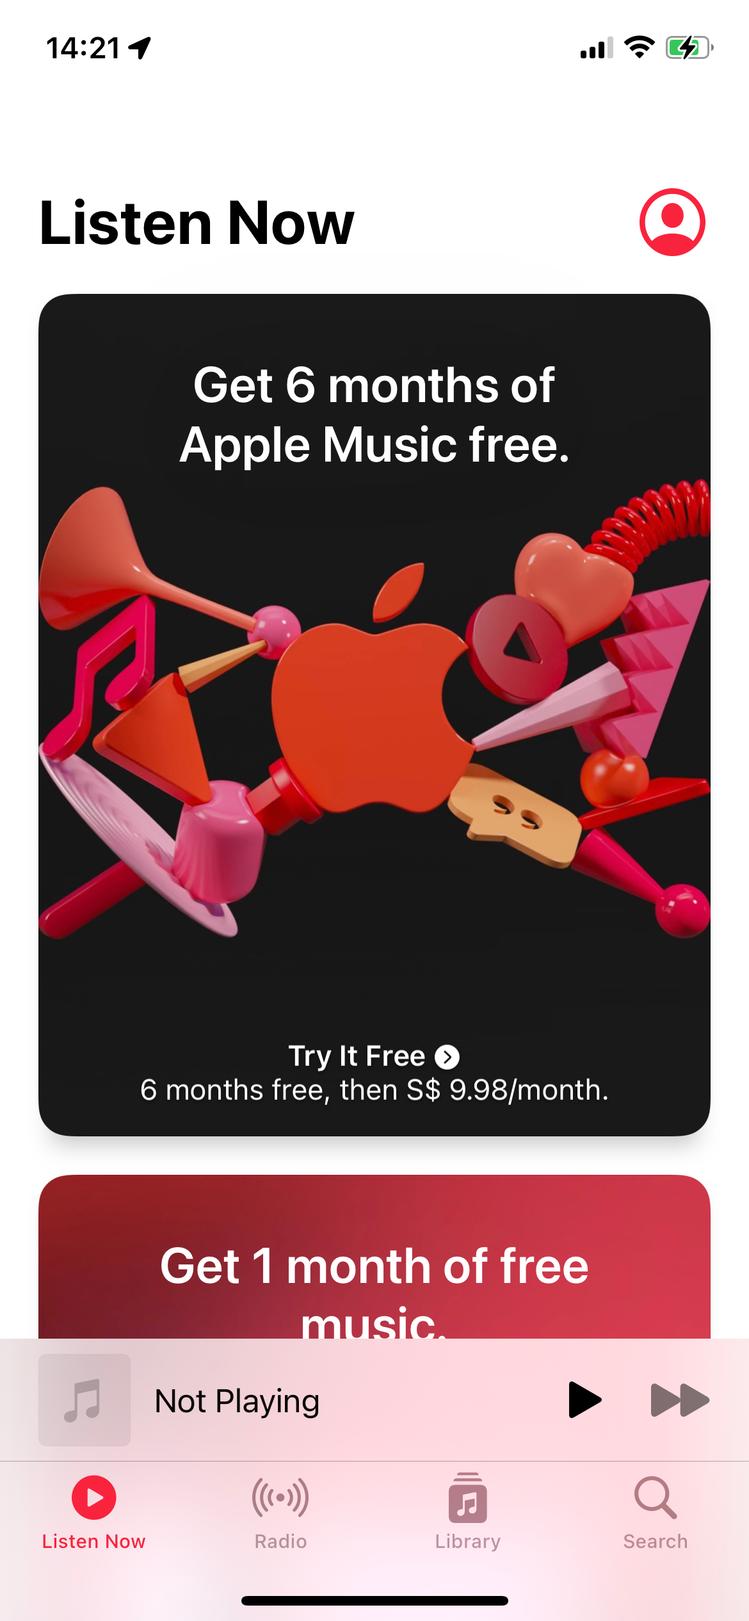 14:21
Listen Now
Get 6 months of
Apple Music free.
Try It Free
6 months free, then S$ 9.98/month.
Get 1 month of free
music.
Not Playing
Listen Now
Radio
Library
Search